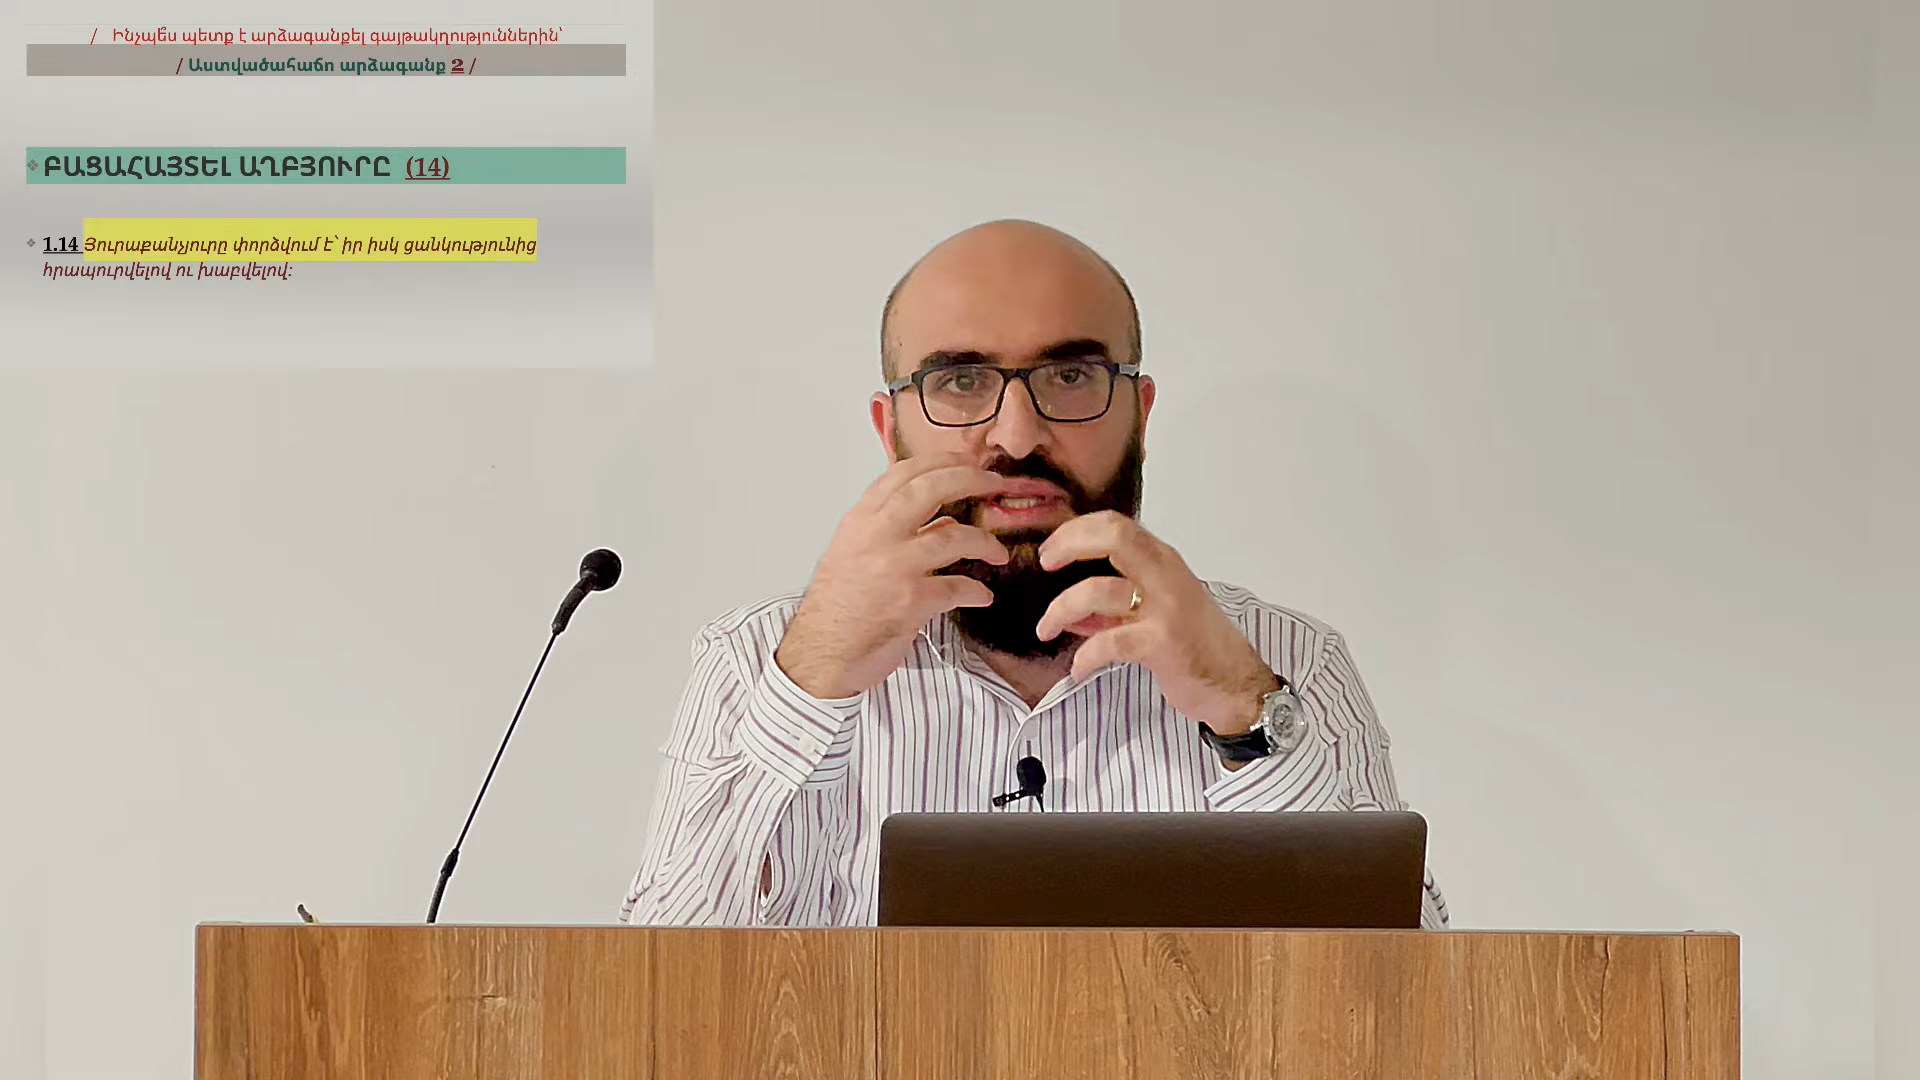 / Ինչպե՞ս պետք է արձագանքել գայթակղություններին՝
/ Աստվածահաճո արձագանք 2 /
❖ ԲԱՑԱՀԱՅՏԵԼ ԱՂԲՅՈՒՐԸ (14)
❖ 1.14 Յուրաքանչյուրը փորձվում է՝ իր իսկ ցանկությունից
հրապուրվելով ու խաբվելով: